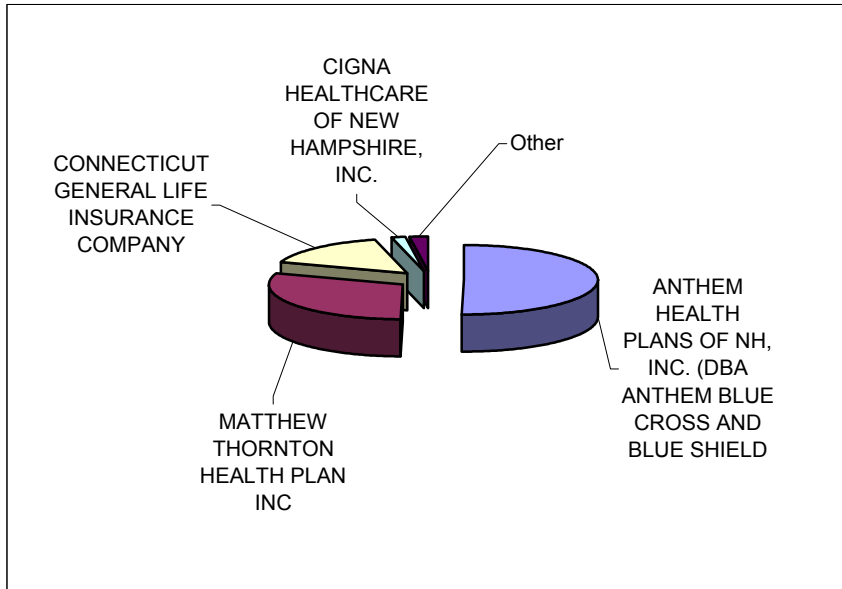 CIGNA
HEALTHCARE
OF NEW
HAMPSHIRE,
INC.
Other
CONNECTICUT
GENERAL LIFE
INSURANCE
COMPANY
ANTHEM
HEALTH
PLANS OF NH,
INC. (DBA
ANTHEM BLUE
CROSS AND
BLUE SHIELD
MATTHEW
THORNTON
HEALTH PLAN
INC